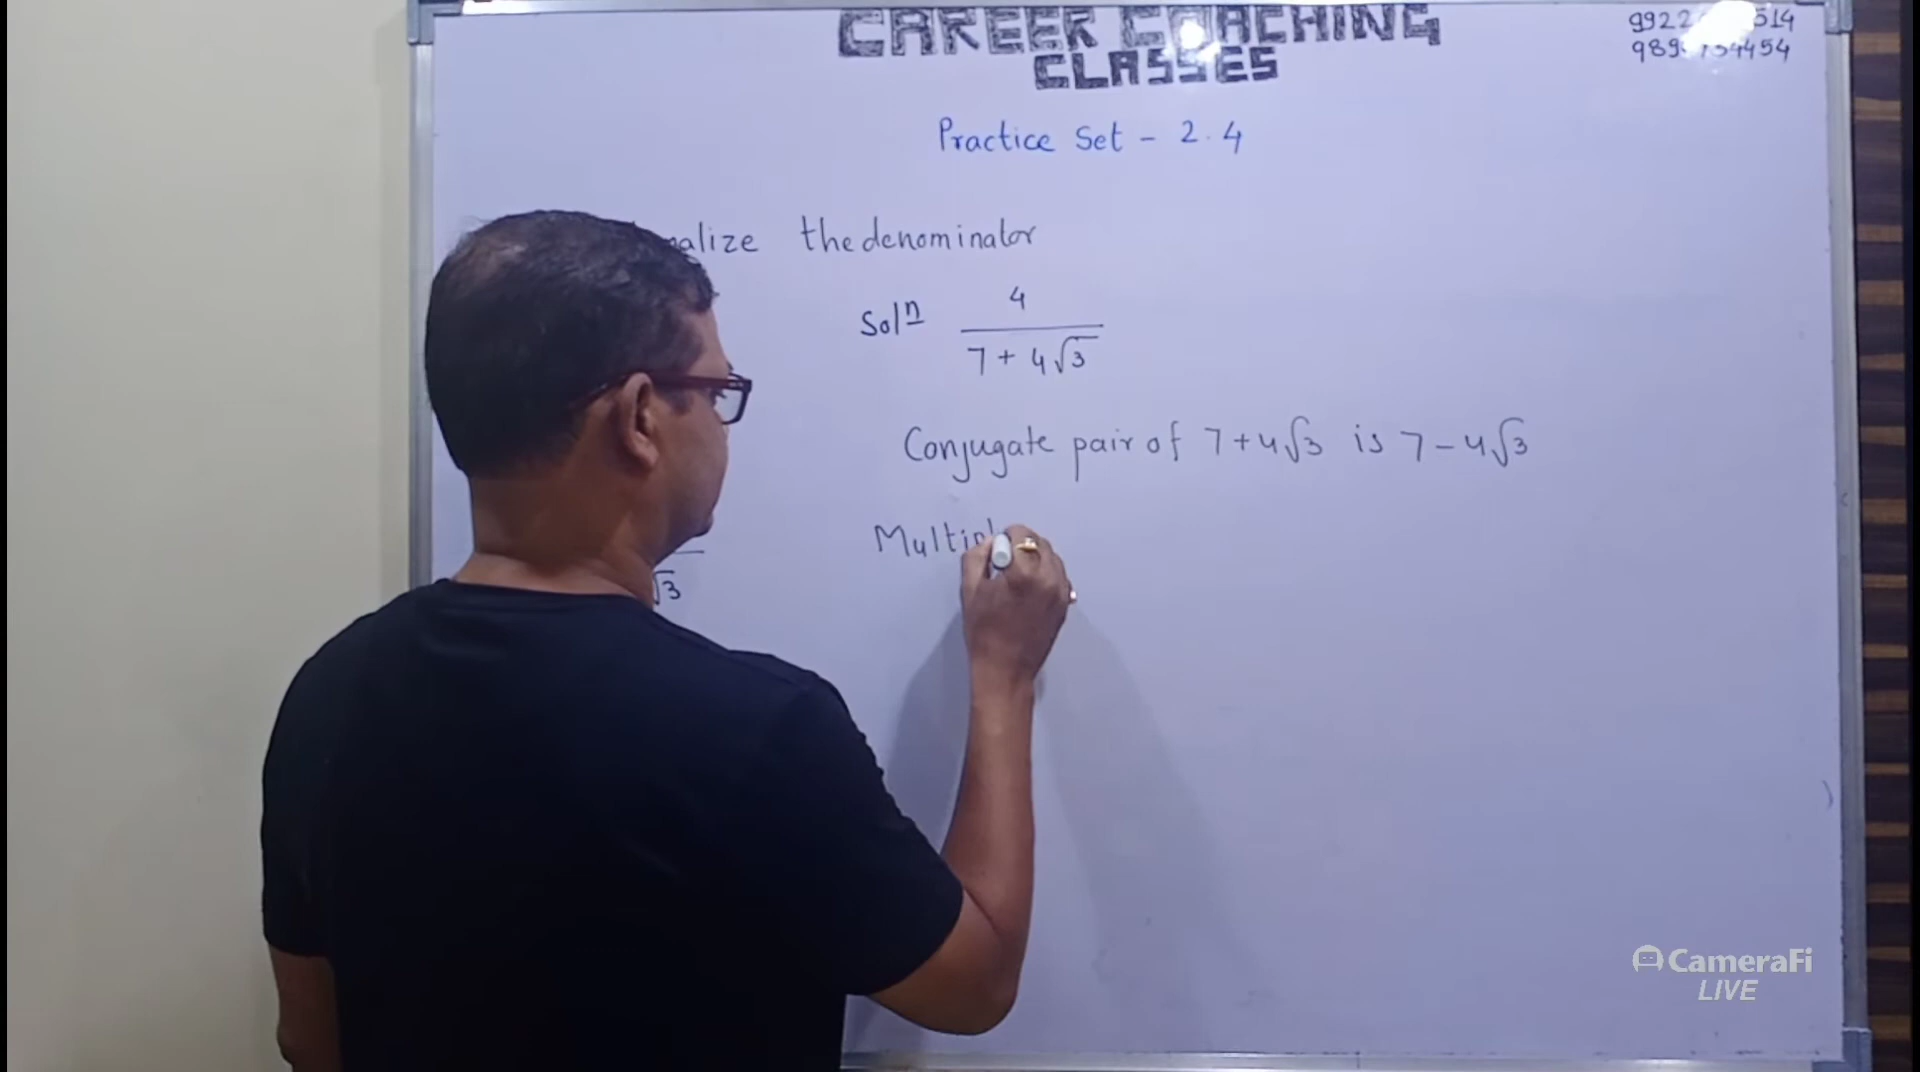 CAREER COACHING
CLASSES
Practice Set - 2.4
the denominator
Solⁿ 4
7 + 4√3
Conjugate pair of 7 + 4√3 is 7 - 4√3
√3
CameraFi
LIVE